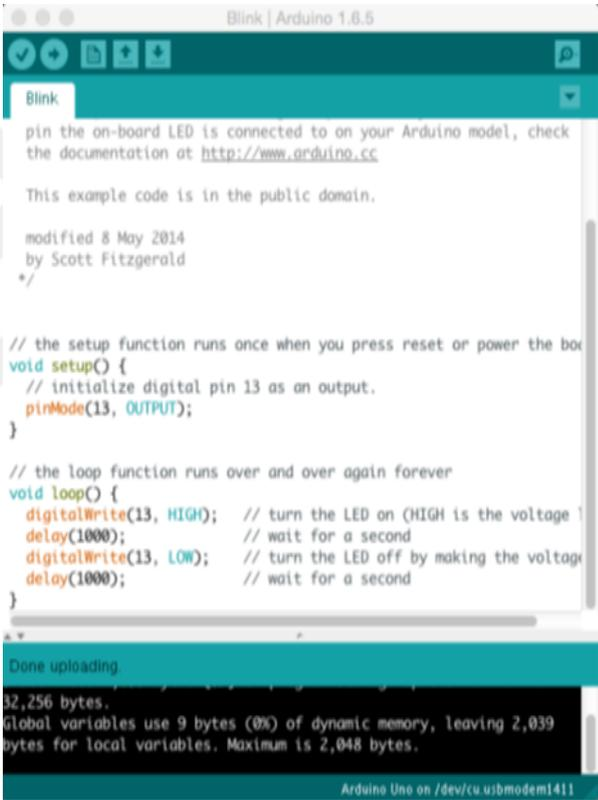 Blink | Arduino 1.6.5
Blink
pin the on-board LED is connected to on your Arduino model, check
the documentation at http://www.arduino.cc
This example code is in the public domain.
modified 8 May 2014
by Scott Fitzgerald
*/
// the setup function runs once when you press reset or power the boa
void setup() {
// initialize digital pin 13 as an output.
pinMode(13, OUTPUT);
}
// the loop function runs over and over again forever
void loop() {
digitalWrite(13, HIGH);   // turn the LED on (HIGH is the voltage l
delay(1000);              // wait for a second
digitalWrite(13, LOW);    // turn the LED off by making the voltage
delay(1000);              // wait for a second
}
Done uploading.
32,256 bytes.
Global variables use 9 bytes (0%) of dynamic memory, leaving 2,039
bytes for local variables. Maximum is 2,048 bytes.
Arduino Uno on /dev/cu.usbmodem1411